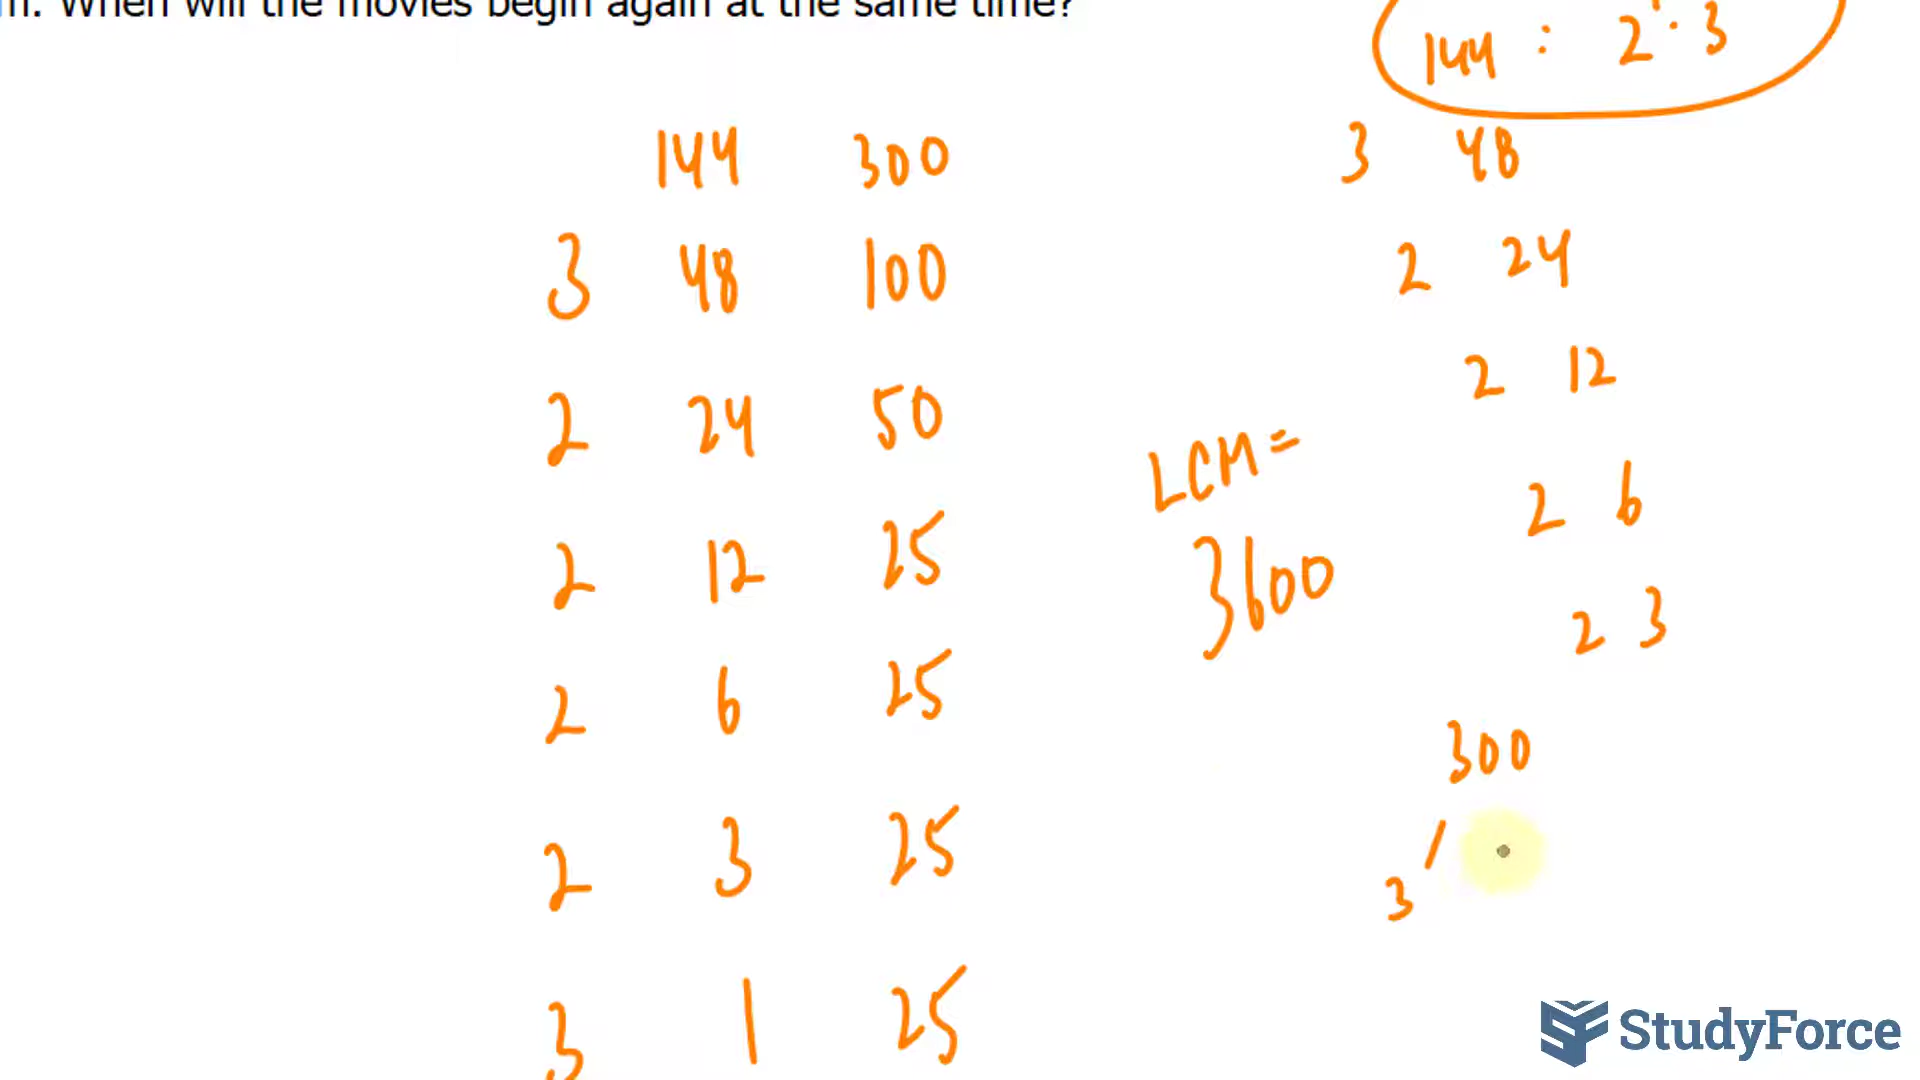 When will the movies begin again at the same time?
144 : 2 · 3
144 300
3 48 100
2 24 50
2 12 25
2 6 25
2 3 25
3 1 25
3 48
2 24
2 12
2 6
2 3
LCM =
3600
300
3
StudyForce